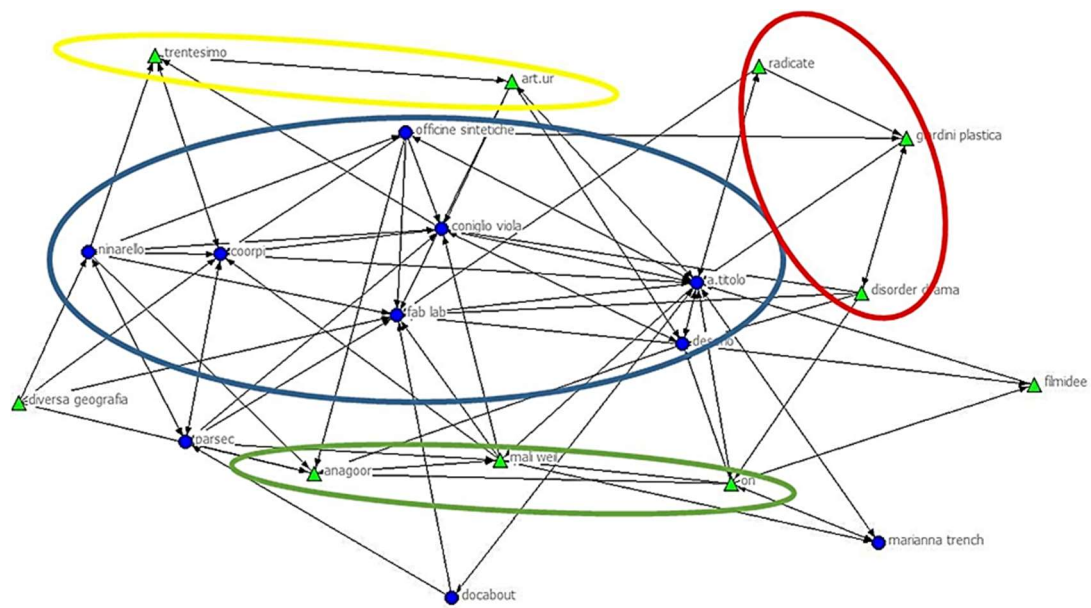 trentesimo
art.ur
radicate
officine sintetiche
giardini plastica
ninarello
coorpi
coniglio viola
a.titolo
disorder drama
fab lab
filmidee
diversa geografia
parsec
anagoor
mali weil
on
marianna trench
docabout